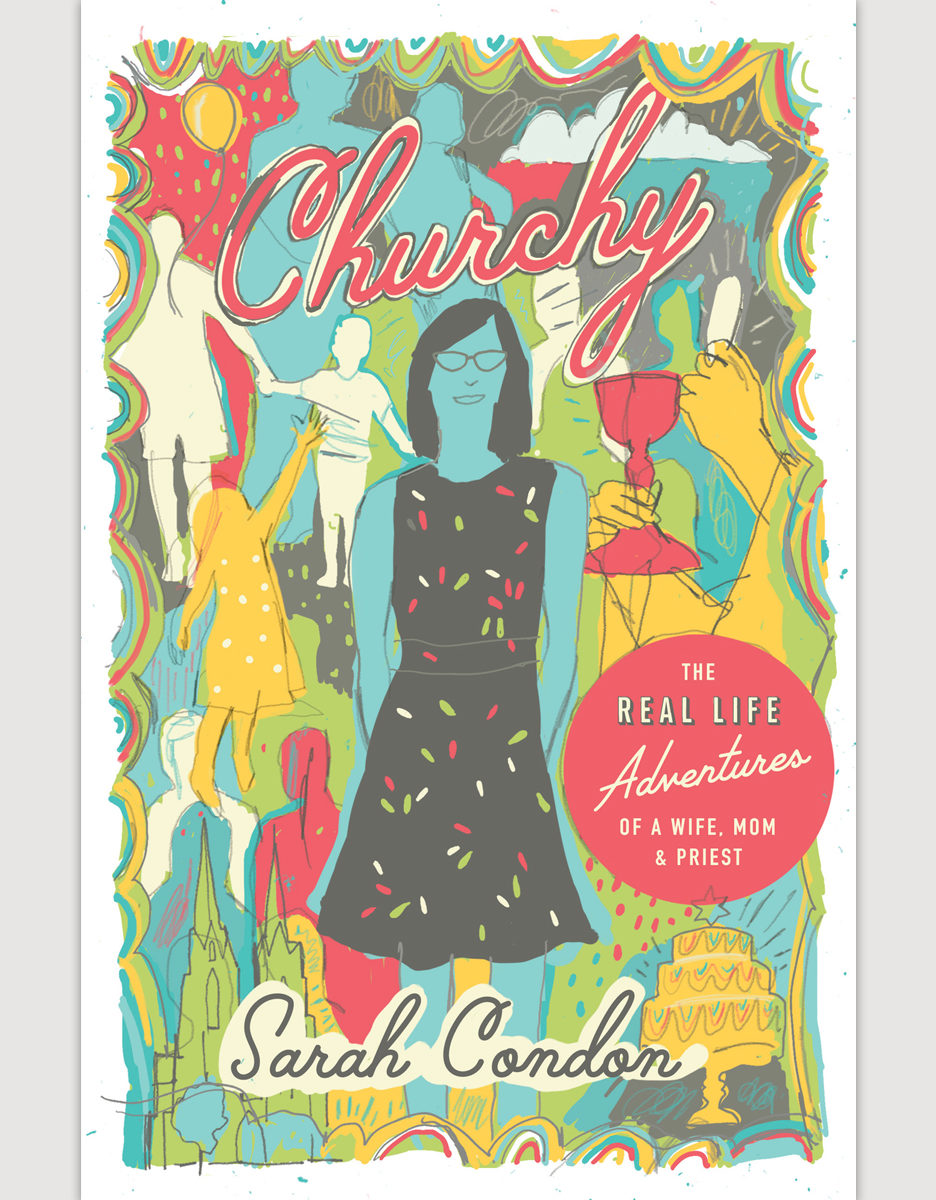 Churchy
THE
REAL LIFE
Adventures
OF A WIFE, MOM
& PRIEST
Sarah Condon